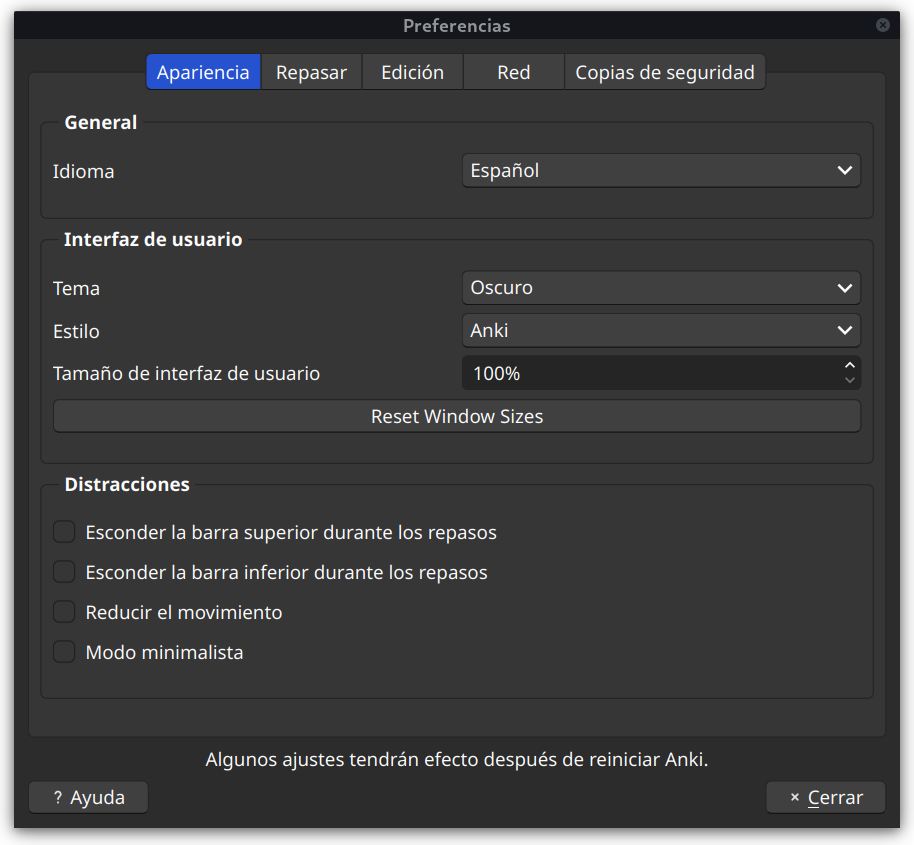 Preferencias
Apariencia Repasar Edición Red Copias de seguridad
General
Idioma Español
Interfaz de usuario
Tema Oscuro
Estilo Anki
Tamaño de interfaz de usuario 100%
Reset Window Sizes
Distracciones
Esconder la barra superior durante los repasos
Esconder la barra inferior durante los repasos
Reducir el movimiento
Modo minimalista
Algunos ajustes tendrán efecto después de reiniciar Anki.
? Ayuda × Cerrar